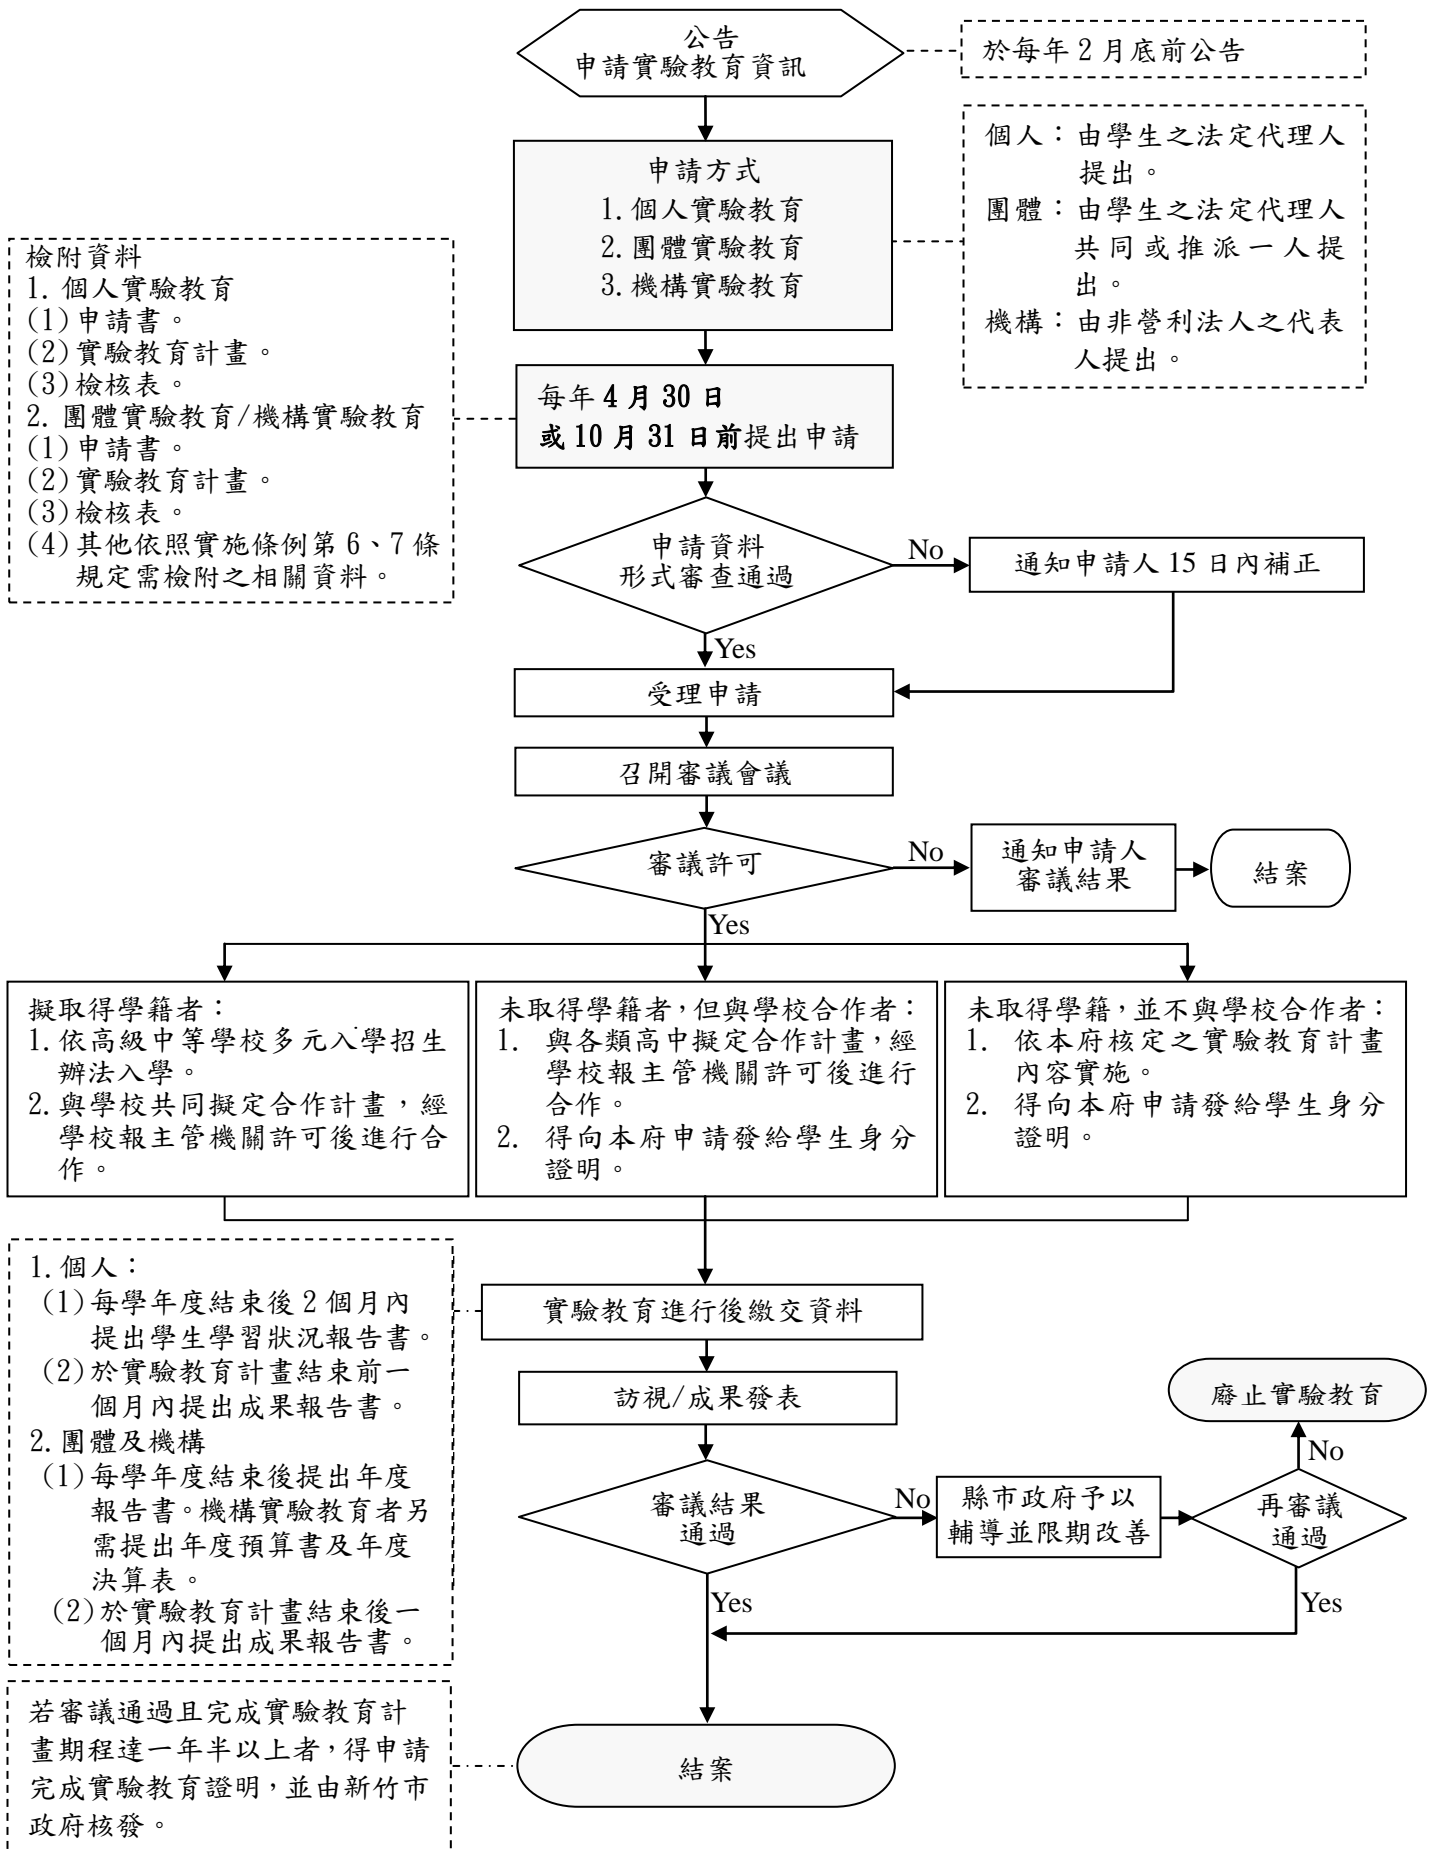 公告
申請實驗教育資訊
於每年 2 月底前公告
申請方式
1.個人實驗教育
2.團體實驗教育
3.機構實驗教育
個人：由學生之法定代理人
提出。
團體：由學生之法定代理人
共同或推派一人提
出。
機構：由非營利法人之代表
人提出。
檢附資料
1.個人實驗教育
(1)申請書。
(2)實驗教育計畫。
(3)檢核表。
2.團體實驗教育/機構實驗教育
(1)申請書。
(2)實驗教育計畫。
(3)檢核表。
(4)其他依照實施條例第 6、7 條
規定需檢附之相關資料。
每年 4 月 30 日
或 10 月 31 日前提出申請
申請資料
形式審查通過
No
通知申請人 15 日內補正
Yes
受理申請
召開審議會議
審議許可
No
通知申請人
審議結果
結案
Yes
擬取得學籍者：
1.依高級中等學校多元入學招生
辦法入學。
2.與學校共同擬定合作計畫，經
學校報主管機關許可後進行合
作。
未取得學籍者，但與學校合作者：
1. 與各類高中擬定合作計畫，經
學校報主管機關許可後進行
合作。
2. 得向本府申請發給學生身分
證明。
未取得學籍，並不與學校合作者：
1. 依本府核定之實驗教育計畫
內容實施。
2. 得向本府申請發給學生身分
證明。
1.個人：
(1)每學年度結束後 2 個月內
提出學生學習狀況報告書。
(2)於實驗教育計畫結束前一
個月內提出成果報告書。
2.團體及機構
(1)每學年度結束後提出年度
報告書。機構實驗教育者另
需提出年度預算書及年度
決算表。
(2)於實驗教育計畫結束後一
個月內提出成果報告書。
實驗教育進行後繳交資料
訪視/成果發表
審議結果
通過
No
縣市政府予以
輔導並限期改善
再審議
通過
No
廢止實驗教育
Yes
Yes
若審議通過且完成實驗教育計
畫期程達一年半以上者，得申請
完成實驗教育證明，並由新竹市
政府核發。
結案